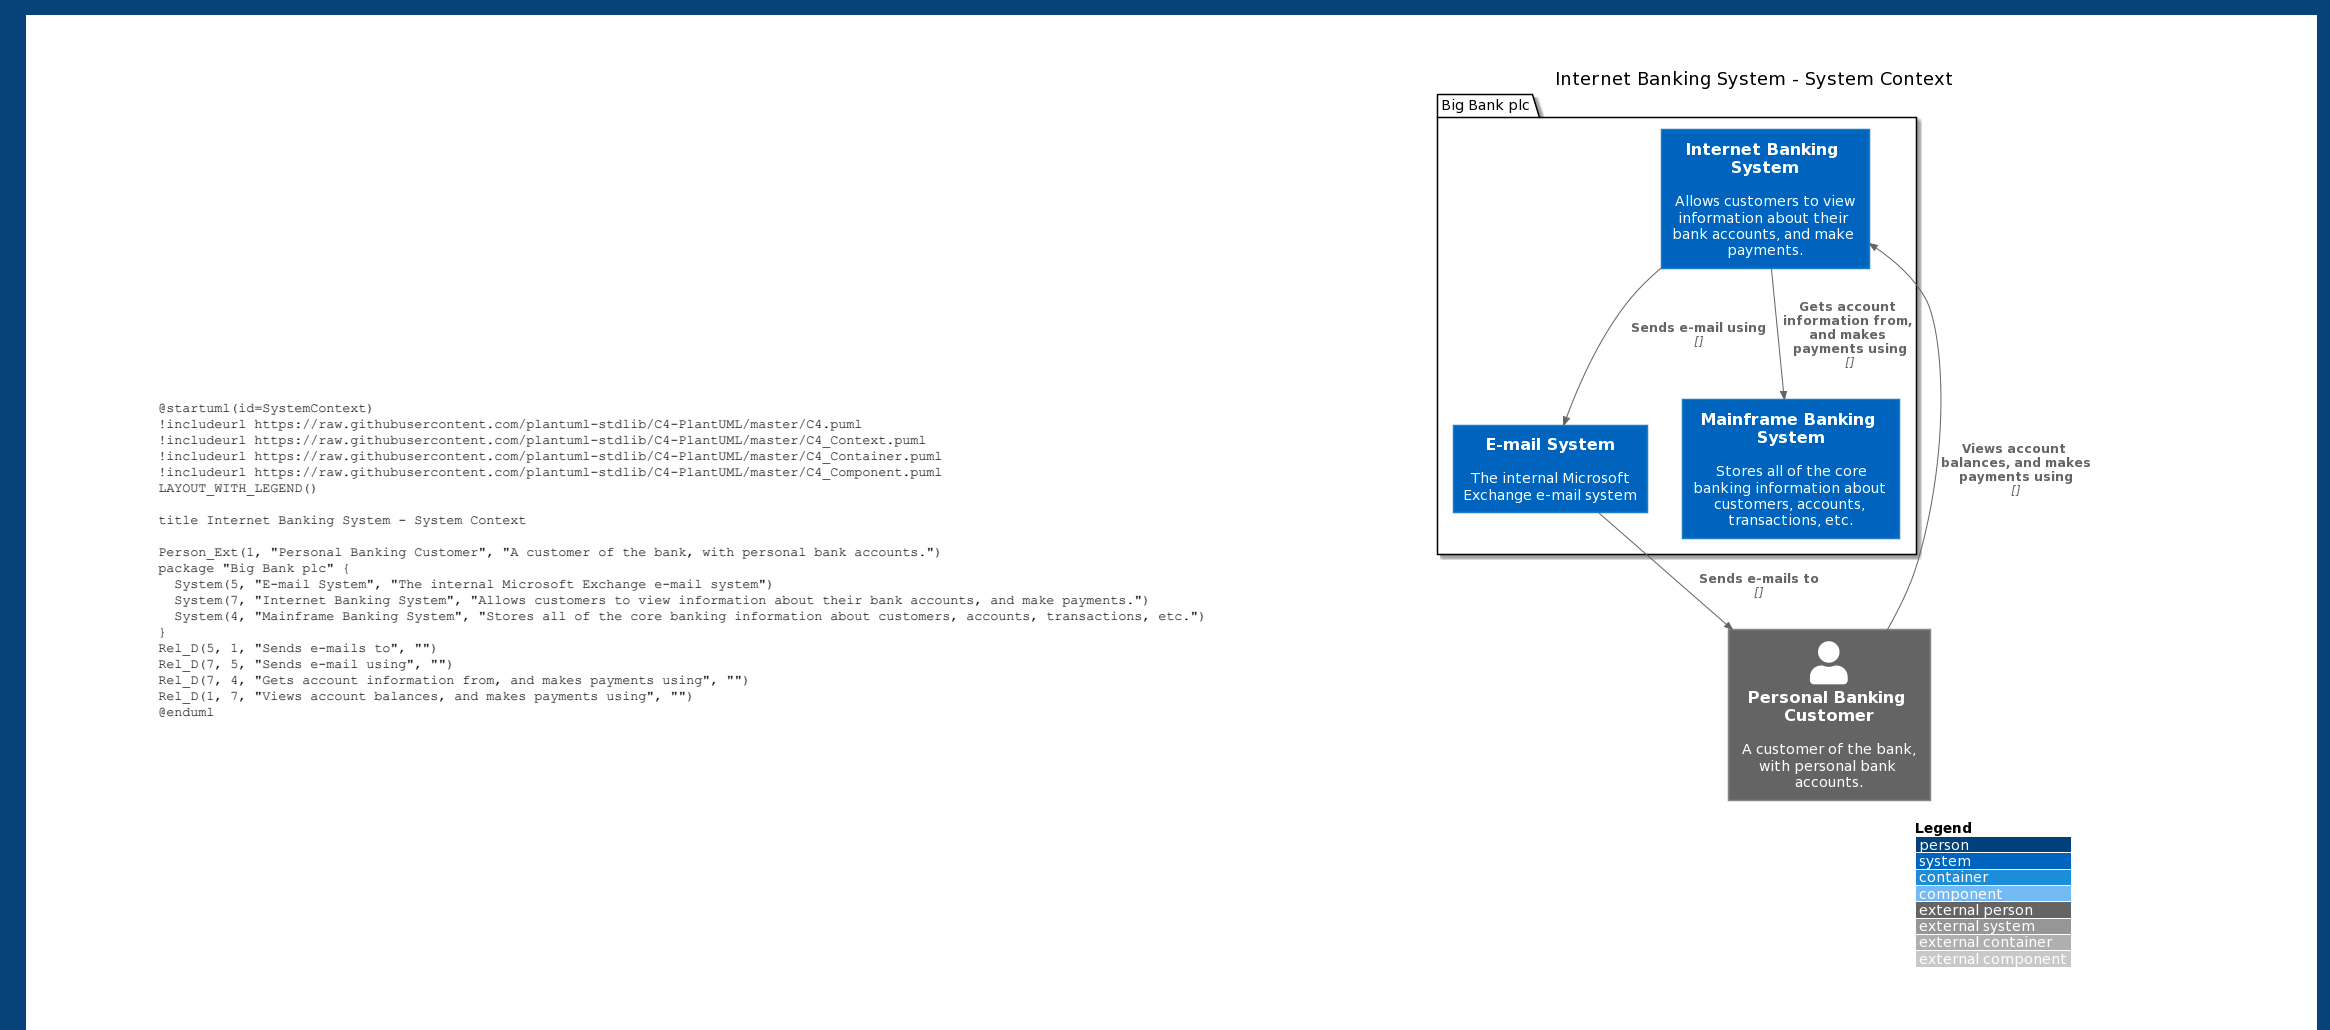 @startuml(id=SystemContext)
!includeurl https://raw.githubusercontent.com/plantuml-stdlib/C4-PlantUML/master/C4.puml
!includeurl https://raw.githubusercontent.com/plantuml-stdlib/C4-PlantUML/master/C4_Context.puml
!includeurl https://raw.githubusercontent.com/plantuml-stdlib/C4-PlantUML/master/C4_Container.puml
!includeurl https://raw.githubusercontent.com/plantuml-stdlib/C4-PlantUML/master/C4_Component.puml
LAYOUT_WITH_LEGEND()
title Internet Banking System - System Context
Person_Ext(1, "Personal Banking Customer", "A customer of the bank, with personal bank accounts.")
package "Big Bank plc" {
  System(5, "E-mail System", "The internal Microsoft Exchange e-mail system")
  System(7, "Internet Banking System", "Allows customers to view information about their bank accounts, and make payments.")
  System(4, "Mainframe Banking System", "Stores all of the core banking information about customers, accounts, transactions, etc.")
}
Rel_D(5, 1, "Sends e-mails to", "")
Rel_D(7, 5, "Sends e-mail using", "")
Rel_D(7, 4, "Gets account information from, and makes payments using", "")
Rel_D(1, 7, "Views account balances, and makes payments using", "")
@enduml
Internet Banking System - System Context
Big Bank plc
Internet Banking
System
Allows customers to view
information about their
bank accounts, and make
payments.
Sends e-mail using
[]
Gets account
information from,
and makes
payments using
[]
E-mail System
The internal Microsoft
Exchange e-mail system
Mainframe Banking
System
Stores all of the core
banking information about
customers, accounts,
transactions, etc.
Views account
balances, and makes
payments using
[]
Sends e-mails to
[]
Personal Banking
Customer
A customer of the bank,
with personal bank
accounts.
Legend
person
system
container
component
external person
external system
external container
external component